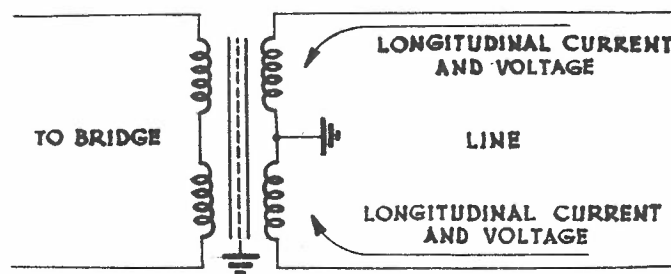 LONGITUDINAL CURRENT
AND VOLTAGE
TO BRIDGE
LINE
LONGITUDINAL CURRENT
AND VOLTAGE